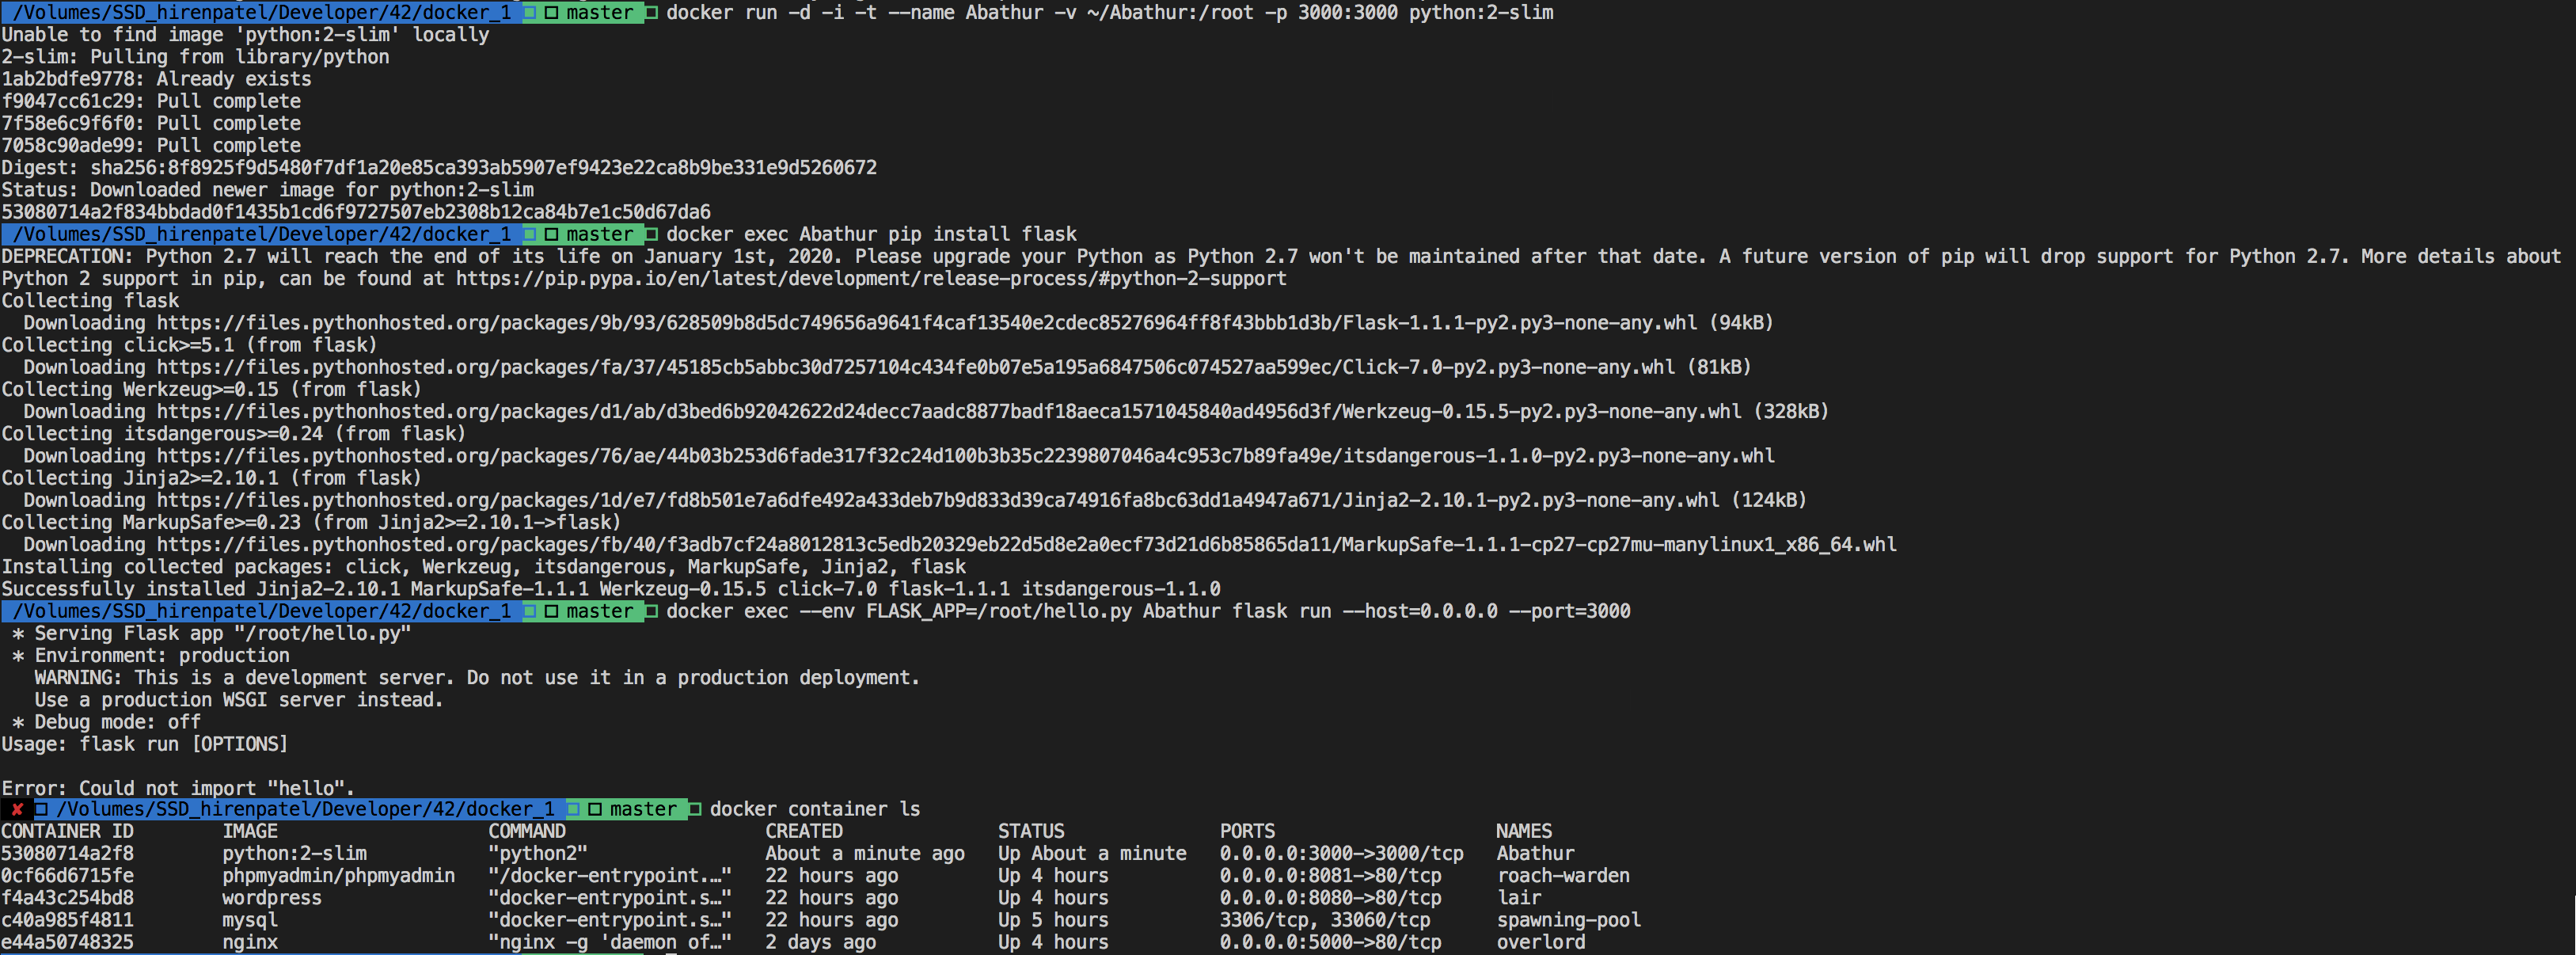 /Volumes/SSD_hirenpatel/Developer/42/docker_1 master docker run -d -i -t --name Abathur -v ~/Abathur:/root -p 3000:3000 python:2-slim
Unable to find image 'python:2-slim' locally
2-slim: Pulling from library/python
1ab2bdfe9778: Already exists
f9047cc61c29: Pull complete
7f58e6c9f6f0: Pull complete
7058c90ade99: Pull complete
Digest: sha256:8f8925f9d5480f7df1a20e85ca393ab5907ef9423e22ca8b9be331e9d5260672
Status: Downloaded newer image for python:2-slim
53080714a2f834bbdad0f1435b1cd6f9727507eb2308b12ca84b7e1c50d67da6
/Volumes/SSD_hirenpatel/Developer/42/docker_1 master docker exec Abathur pip install flask
DEPRECATION: Python 2.7 will reach the end of its life on January 1st, 2020. Please upgrade your Python as Python 2.7 won't be maintained after that date. A future version of pip will drop support for Python 2.7. More details about
Python 2 support in pip, can be found at https://pip.pypa.io/en/latest/development/release-process/#python-2-support
Collecting flask
Downloading https://files.pythonhosted.org/packages/9b/93/628509b8d5dc749656a9641f4caf13540e2cdec85276964ff8f43bbb1d3b/Flask-1.1.1-py2.py3-none-any.whl (94kB)
Collecting click>=5.1 (from flask)
Downloading https://files.pythonhosted.org/packages/fa/37/45185cb5abbc30d7257104c434fe0b07e5a195a6847506c074527aa599ec/Click-7.0-py2.py3-none-any.whl (81kB)
Collecting Werkzeug>=0.15 (from flask)
Downloading https://files.pythonhosted.org/packages/d1/ab/d3bed6b92042622d24decc7aadc8877badf18aeca1571045840ad4956d3f/Werkzeug-0.15.5-py2.py3-none-any.whl (328kB)
Collecting itsdangerous>=0.24 (from flask)
Downloading https://files.pythonhosted.org/packages/76/ae/44b03b253d6fade317f32c24d100b3b35c2239807046a4c953c7b89fa49e/itsdangerous-1.1.0-py2.py3-none-any.whl
Collecting Jinja2>=2.10.1 (from flask)
Downloading https://files.pythonhosted.org/packages/1d/e7/fd8b501e7a6dfe492a433deb7b9d833d39ca74916fa8bc63dd1a4947a671/Jinja2-2.10.1-py2.py3-none-any.whl (124kB)
Collecting MarkupSafe>=0.23 (from Jinja2>=2.10.1->flask)
Downloading https://files.pythonhosted.org/packages/fb/40/f3adb7cf24a8012813c5edb20329eb22d5d8e2a0ecf73d21d6b85865da11/MarkupSafe-1.1.1-cp27-cp27mu-manylinux1_x86_64.whl
Installing collected packages: click, Werkzeug, itsdangerous, MarkupSafe, Jinja2, flask
Successfully installed Jinja2-2.10.1 MarkupSafe-1.1.1 Werkzeug-0.15.5 click-7.0 flask-1.1.1 itsdangerous-1.1.0
/Volumes/SSD_hirenpatel/Developer/42/docker_1 master docker exec --env FLASK_APP=/root/hello.py Abathur flask run --host=0.0.0.0 --port=3000
* Serving Flask app "/root/hello.py"
* Environment: production
WARNING: This is a development server. Do not use it in a production deployment.
Use a production WSGI server instead.
* Debug mode: off
Usage: flask run [OPTIONS]
Error: Could not import "hello".
✘ /Volumes/SSD_hirenpatel/Developer/42/docker_1 master docker container ls
CONTAINER ID IMAGE COMMAND CREATED STATUS PORTS NAMES
53080714a2f8 python:2-slim "python2" About a minute ago Up About a minute 0.0.0.0:3000->3000/tcp Abathur
0cf66d6715fe phpmyadmin/phpmyadmin "/docker-entrypoint.…" 22 hours ago Up 4 hours 0.0.0.0:8081->80/tcp roach-warden
f4a43c254bd8 wordpress "docker-entrypoint.s…" 22 hours ago Up 4 hours 0.0.0.0:8080->80/tcp lair
c40a985f4811 mysql "docker-entrypoint.s…" 22 hours ago Up 5 hours 3306/tcp, 33060/tcp spawning-pool
e44a50748325 nginx "nginx -g 'daemon of…" 2 days ago Up 4 hours 0.0.0.0:5000->80/tcp overlord